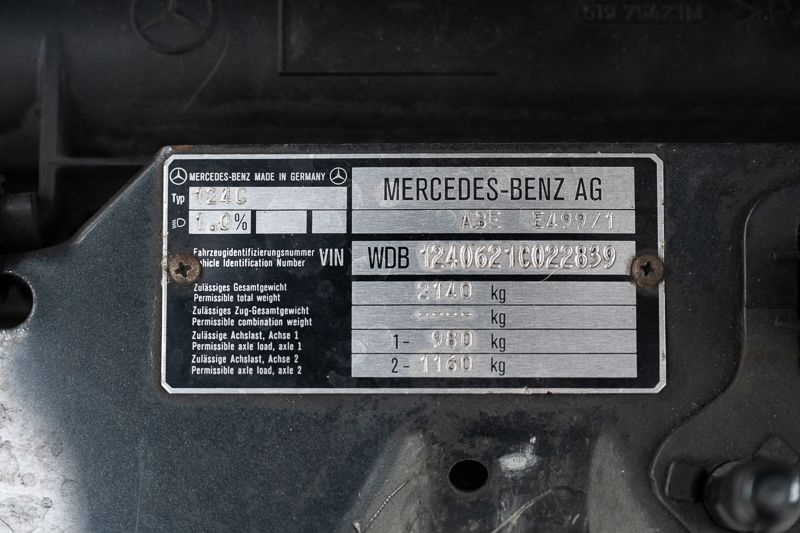 MERCEDES-BENZ MADE IN GERMANY
Typ 124C
1.0%
MERCEDES-BENZ AG
ABE E499/1
Fahrzeugidentifizierungsnummer
Vehicle Identification Number VIN
WDB 1240621C022839
Zulässiges Gesamtgewicht
Permissible total weight
2140 kg
Zulässiges Zug-Gesamtgewicht
Permissible combination weight
----- kg
Zulässige Achslast, Achse 1
Permissible axle load, axle 1
1- 980 kg
Zulässige Achslast, Achse 2
Permissible axle load, axle 2
2- 1160 kg